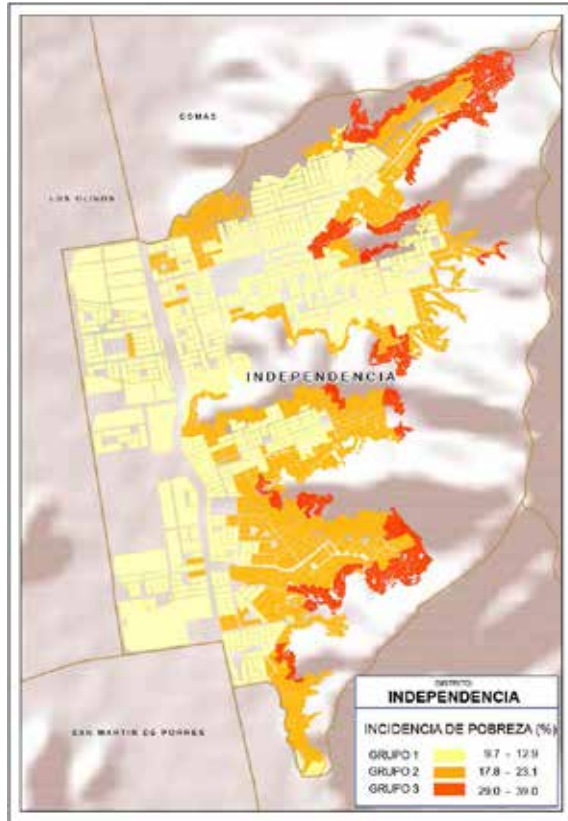 COMAS
LOS OLIVOS
INDEPENDENCIA
SAN MARTIN DE PORRES
DISTRITO
INDEPENDENCIA
INCIDENCIA DE POBREZA (%)
GRUPO 1 9.7 - 12.9
GRUPO 2 17.8 - 23.1
GRUPO 3 29.0 - 39.0